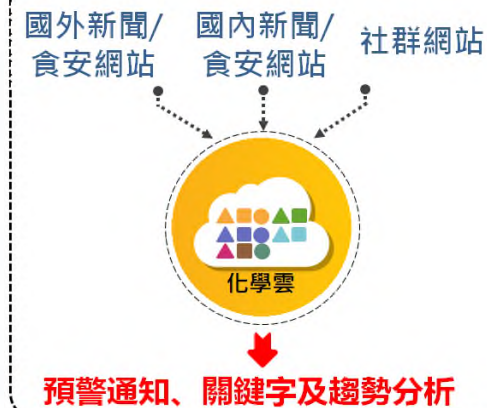 國外新聞/
食安網站
國內新聞/
食安網站
社群網站
化學雲
預警通知、關鍵字及趨勢分析